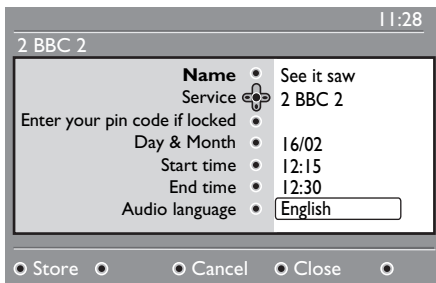 11:28
2 BBC 2
Name See it saw
Service 2 BBC 2
Enter your pin code if locked
Day & Month 16/02
Start time 12:15
End time 12:30
Audio language English
Store Cancel Close